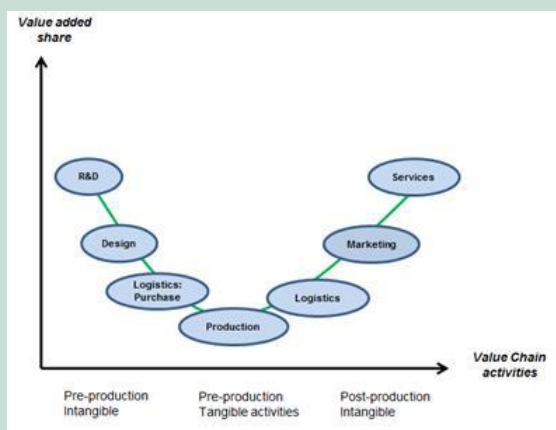 Value added
share
R&D
Services
Design
Marketing
Logistics:
Purchase
Logistics
Production
Value Chain
activities
Pre-production
Intangible
Pre-production
Tangible activities
Post-production
Intangible